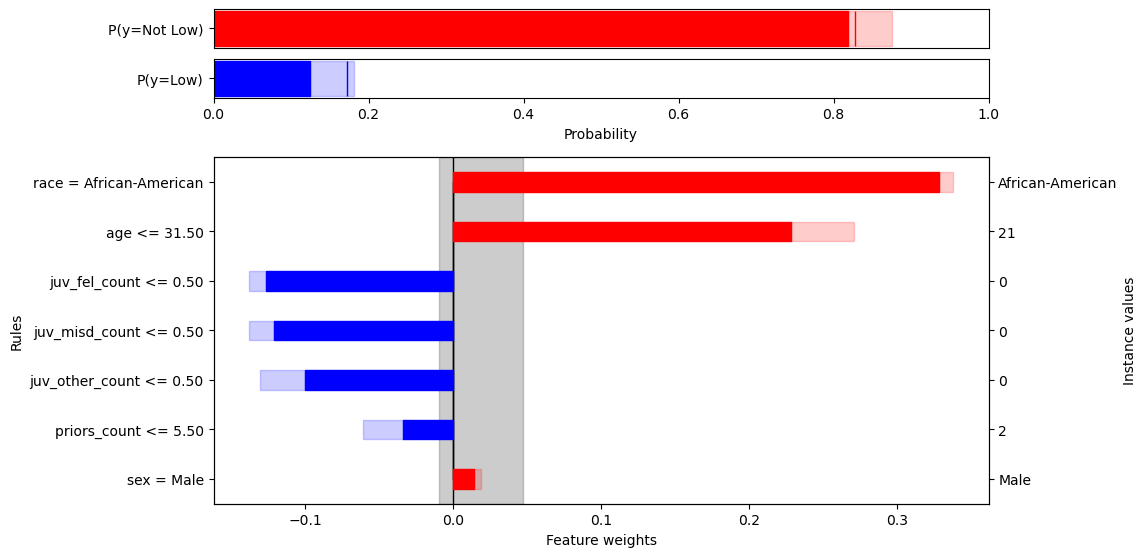 P(y=Not Low)
P(y=Low)
0.0 0.2 0.4 0.6 0.8 1.0
Probability
race = African-American African-American
age <= 31.50 21
juv_fel_count <= 0.50 0
juv_misd_count <= 0.50 0
juv_other_count <= 0.50 0
priors_count <= 5.50 2
sex = Male Male
Rules
Instance values
−0.1 0.0 0.1 0.2 0.3
Feature weights